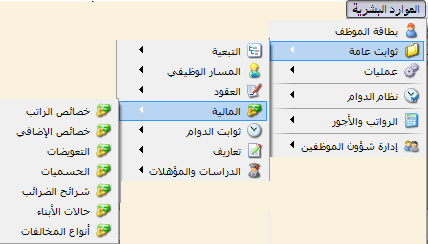 الموارد البشرية
بطاقة الموظف
ثوابت عامة
عمليات
نظام الدوام
الرواتب والأجور
إدارة شؤون الموظفين
التبعية
المسار الوظيفي
العقود
المالية
ثوابت الدوام
تعاريف
الدراسات والمؤهلات
خصائص الراتب
خصائص الإضافي
التعويضات
الحسميات
شرائح الضرائب
حالات الأبناء
أنواع المخالفات